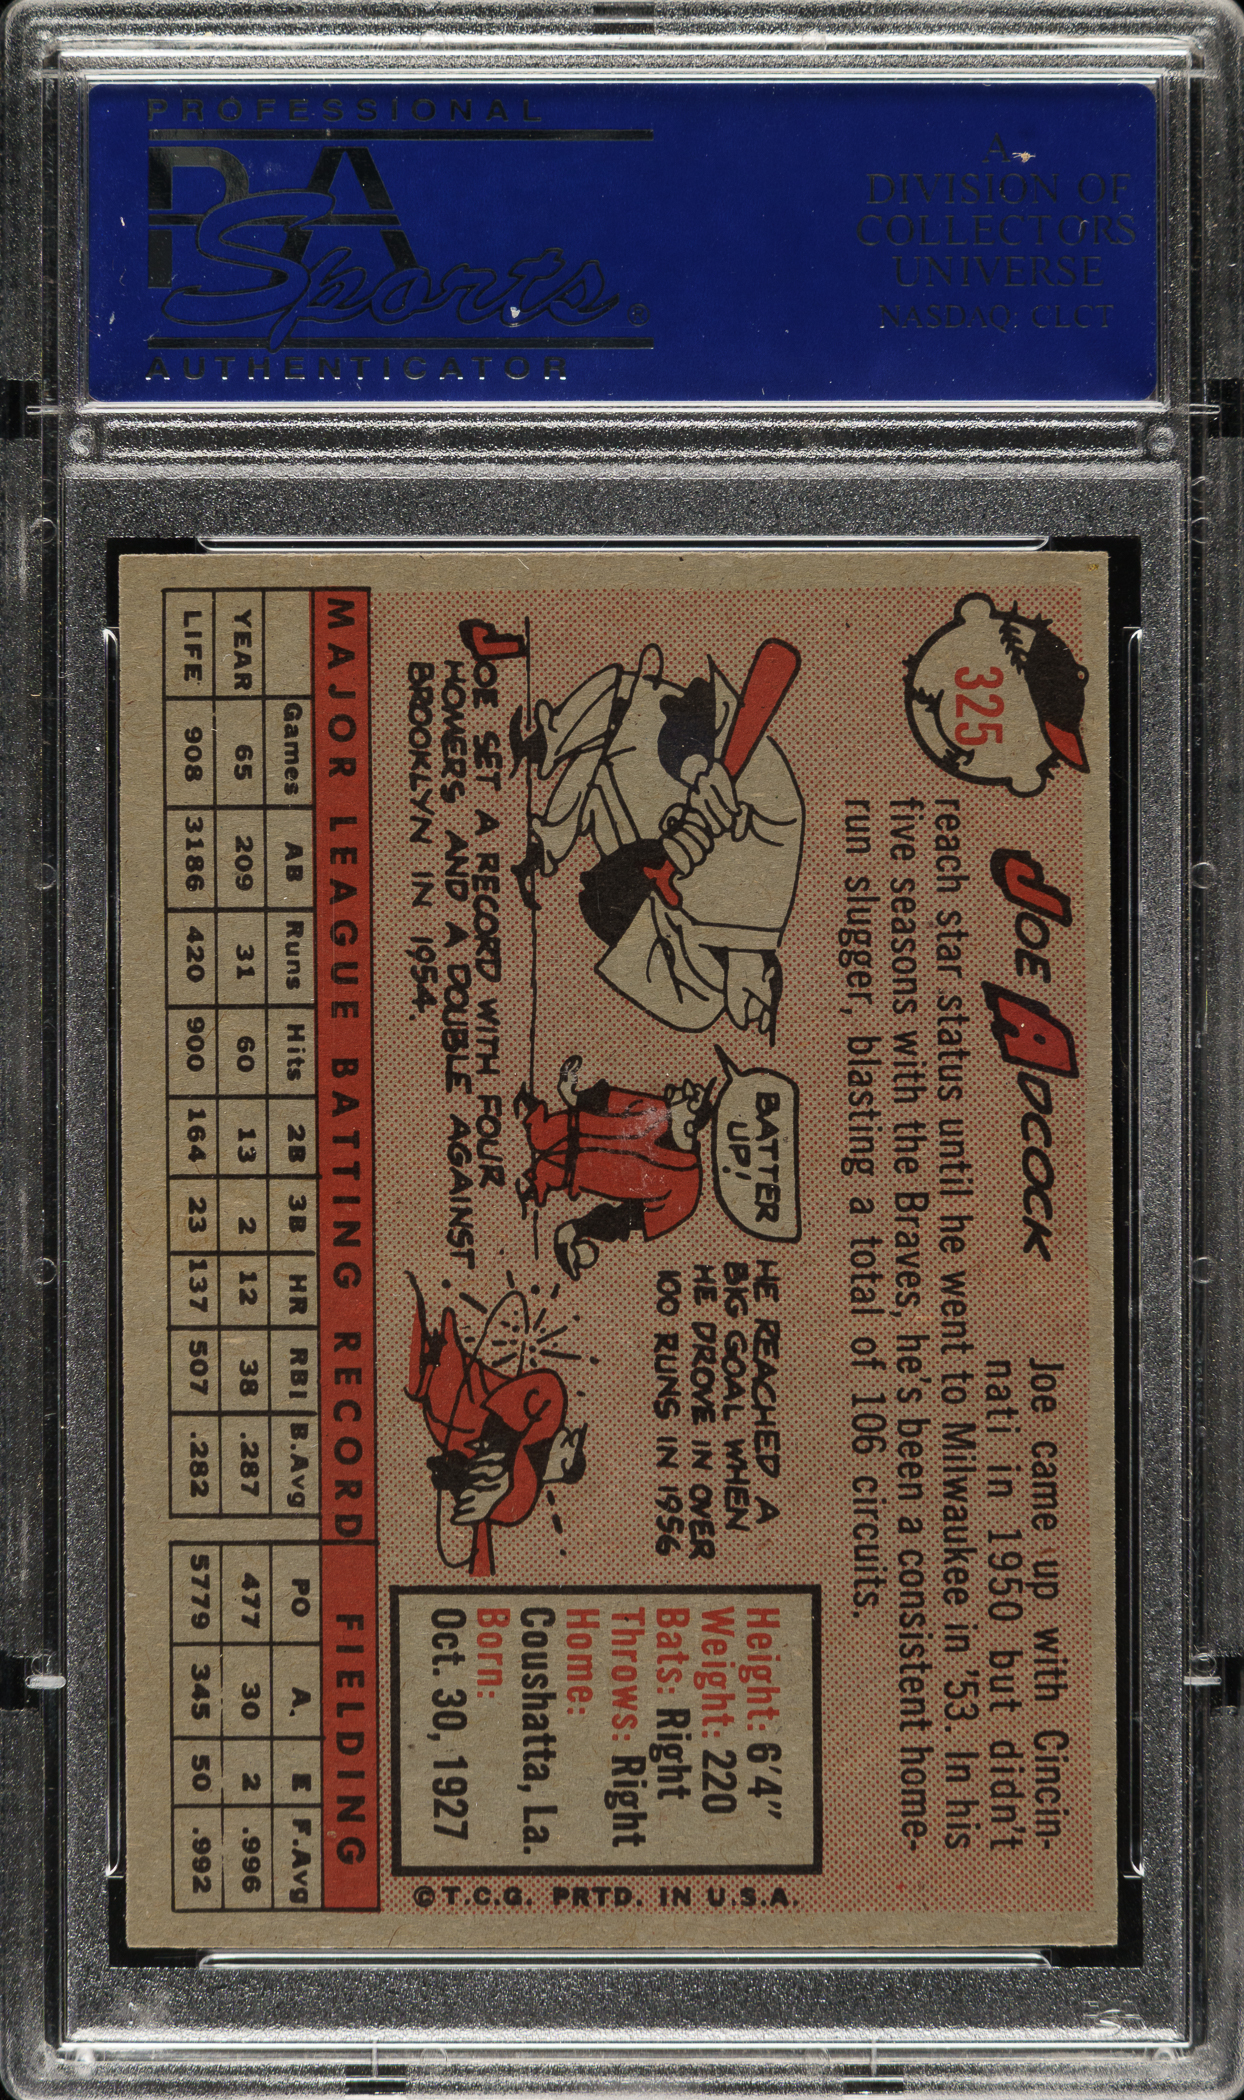 PROFESSIONAL
PSA
Sports®
AUTHENTICATOR
A
DIVISION OF
COLLECTORS
UNIVERSE
NASDAQ: CLCT
325
JOE ADCOCK
Joe came up with Cincin-
nati in 1950 but didn't
reach star status until he went to Milwaukee in '53. In his
five seasons with the Braves, he's been a consistent home-
run slugger, blasting a total of 106 circuits.
BATTER
UP!
HE REACHED A
BIG GOAL WHEN
HE DROVE IN OVER
100 RUNS IN 1956
JOE SET A RECORD WITH FOUR
HOMERS AND A DOUBLE AGAINST
BROOKLYN IN 1954.
Height: 6'4"
Weight: 220
Bats: Right
Throws: Right
Home:
Coushatta, La.
Born:
Oct. 30, 1927
©T.C.G. PRTD. IN U.S.A.
MAJOR LEAGUE BATTING RECORD FIELDING
Games AB Runs Hits 2B 3B HR RBI B.Avg PO A. E F.Avg
YEAR 65 209 31 60 13 2 12 38 .287 477 30 2 .996
LIFE 908 3186 420 900 164 23 137 507 .282 5779 345 50 .992